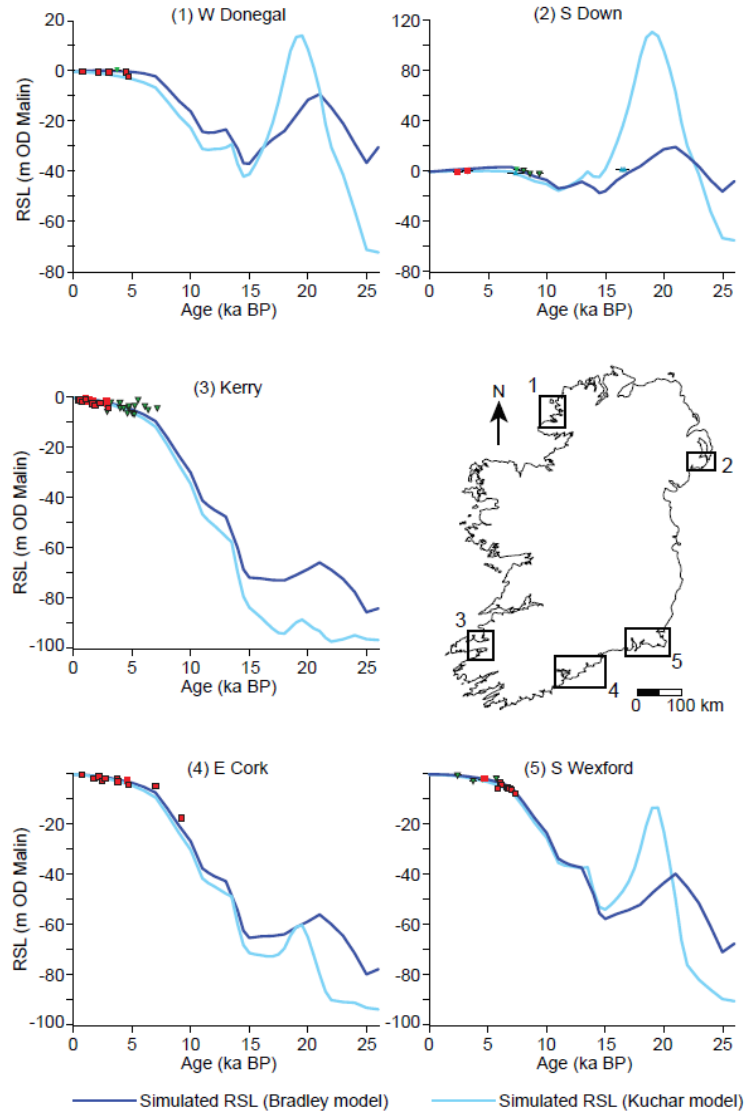 (1) W Donegal
20
0
-20
-40
-60
-80
RSL (m OD Malin)
0 5 10 15 20 25
Age (ka BP)
(2) S Down
120
80
40
0
40
80
RSL (m OD Malin)
0 5 10 15 20 25
Age (ka BP)
(3) Kerry
0
-20
-40
-60
-80
-100
RSL (m OD Malin)
0 5 10 15 20 25
Age (ka BP)
N
1
2
3
4
5
0 100 km
(4) E Cork
-20
-40
-60
-80
-100
RSL (m OD Malin)
0 5 10 15 20 25
Age (ka BP)
(5) S Wexford
-20
-40
-60
-80
-100
0 5 10 15 20 25
Age (ka BP)
Simulated RSL (Bradley model) Simulated RSL (Kuchar model)